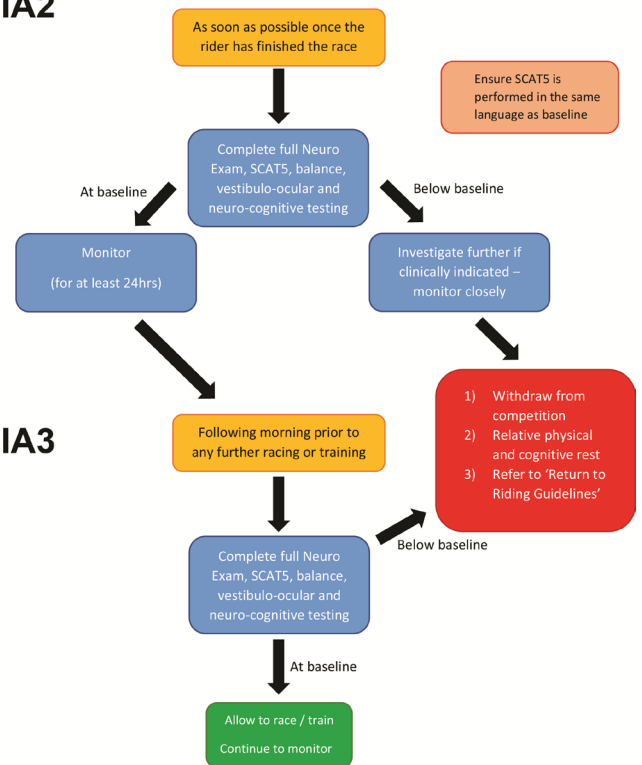 IA2
As soon as possible once the
rider has finished the race
Ensure SCAT5 is
performed in the same
language as baseline
Complete full Neuro
Exam, SCAT5, balance,
vestibulo-ocular and
neuro-cognitive testing
At baseline
Below baseline
Monitor
(for at least 24hrs)
Investigate further if
clinically indicated –
monitor closely
1) Withdraw from
competition
2) Relative physical
and cognitive rest
3) Refer to ‘Return to
Riding Guidelines’
IA3
Following morning prior to
any further racing or training
Complete full Neuro
Exam, SCAT5, balance,
vestibulo-ocular and
neuro-cognitive testing
Below baseline
At baseline
Allow to race / train
Continue to monitor